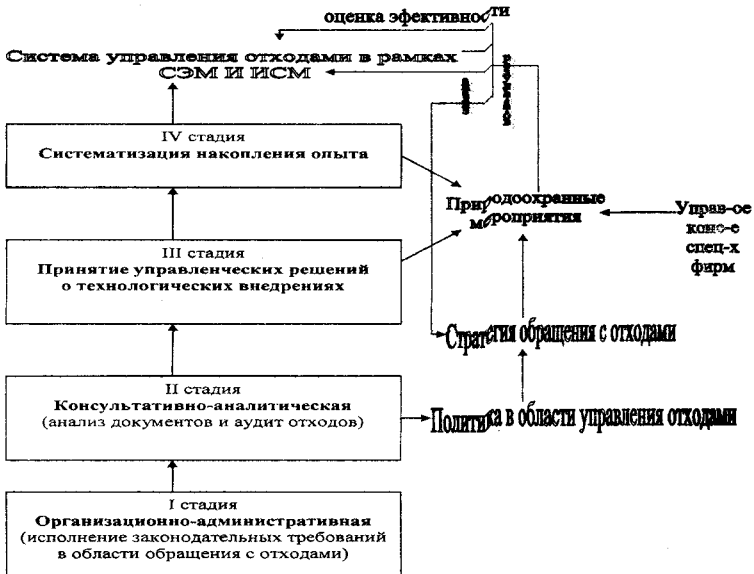 оценка эфективности
Система управления отходами в рамках
СЭМ И ИСМ
IV стадия
Систематизация накопления опыта
Природоохранные
мероприятия
Управ-ое
конс-е
спец-х
фирм
III стадия
Принятие управленческих решений
о технологических внедрениях
Стратегия обращения с отходами
II стадия
Консультативно-аналитическая
(анализ документов и аудит отходов)
Политика в области управления отходами
I стадия
Организационно-административная
(исполнение законодательных требований
в области обращения с отходами)